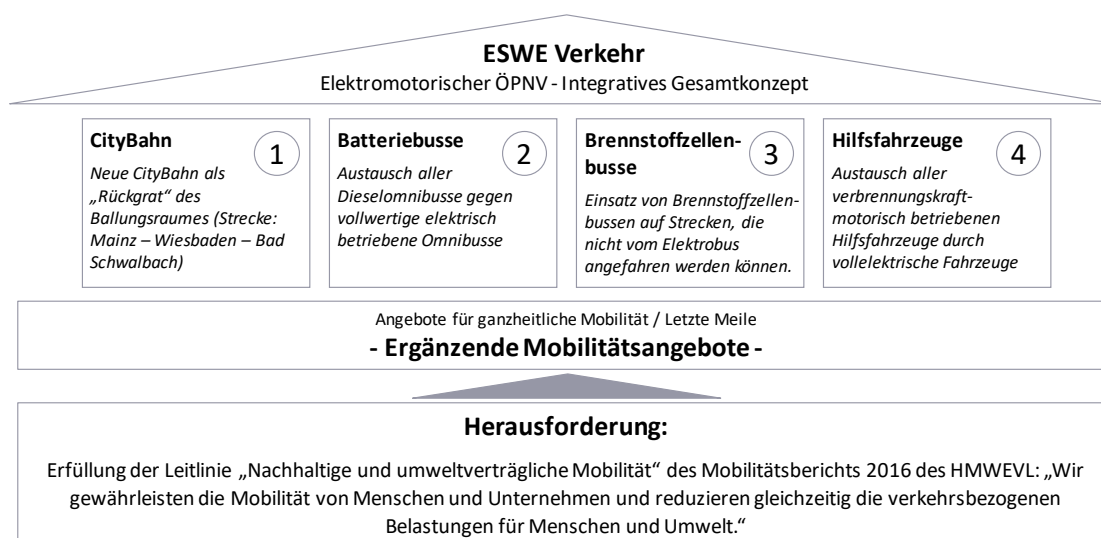 ESWE Verkehr
Elektromotorischer ÖPNV - Integratives Gesamtkonzept
CityBahn
1
Neue CityBahn als
„Rückgrat“ des
Ballungsraumes (Strecke:
Mainz – Wiesbaden – Bad
Schwalbach)
Batteriebusse
2
Austausch aller
Dieselomnibusse gegen
vollwertige elektrisch
betriebene Omnibusse
Brennstoffzellen-
busse
3
Einsatz von Brennstoffzellen-
bussen auf Strecken, die
nicht vom Elektrobus
angefahren werden können.
Hilfsfahrzeuge
4
Austausch aller
verbrennungskraft-
motorisch betriebenen
Hilfsfahrzeuge durch
vollelektrische Fahrzeuge
Angebote für ganzheitliche Mobilität / Letzte Meile
- Ergänzende Mobilitätsangebote -
Herausforderung:
Erfüllung der Leitlinie „Nachhaltige und umweltverträgliche Mobilität“ des Mobilitätsberichts 2016 des HMWEVL: „Wir
gewährleisten die Mobilität von Menschen und Unternehmen und reduzieren gleichzeitig die verkehrsbezogenen
Belastungen für Menschen und Umwelt.“